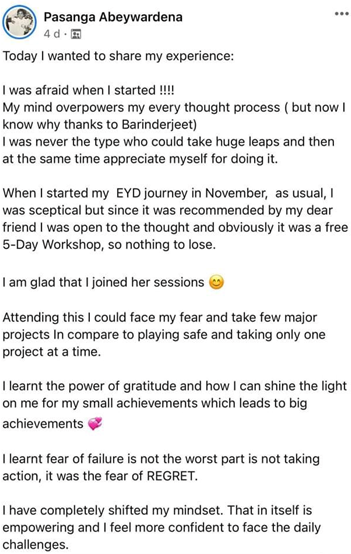 Pasanga Abeywardena
4 d ·
Today I wanted to share my experience:
I was afraid when I started !!!!
My mind overpowers my every thought process ( but now I
know why thanks to Barinderjeet)
I was never the type who could take huge leaps and then
at the same time appreciate myself for doing it.
When I started my  EYD journey in November,  as usual, I
was sceptical but since it was recommended by my dear
friend I was open to the thought and obviously it was a free
5-Day Workshop, so nothing to lose.
I am glad that I joined her sessions 😊
Attending this I could face my fear and take few major
projects In compare to playing safe and taking only one
project at a time.
I learnt the power of gratitude and how I can shine the light
on me for my small achievements which leads to big
achievements 💞
I learnt fear of failure is not the worst part is not taking
action, it was the fear of REGRET.
I have completely shifted my mindset. That in itself is
empowering and I feel more confident to face the daily
challenges.